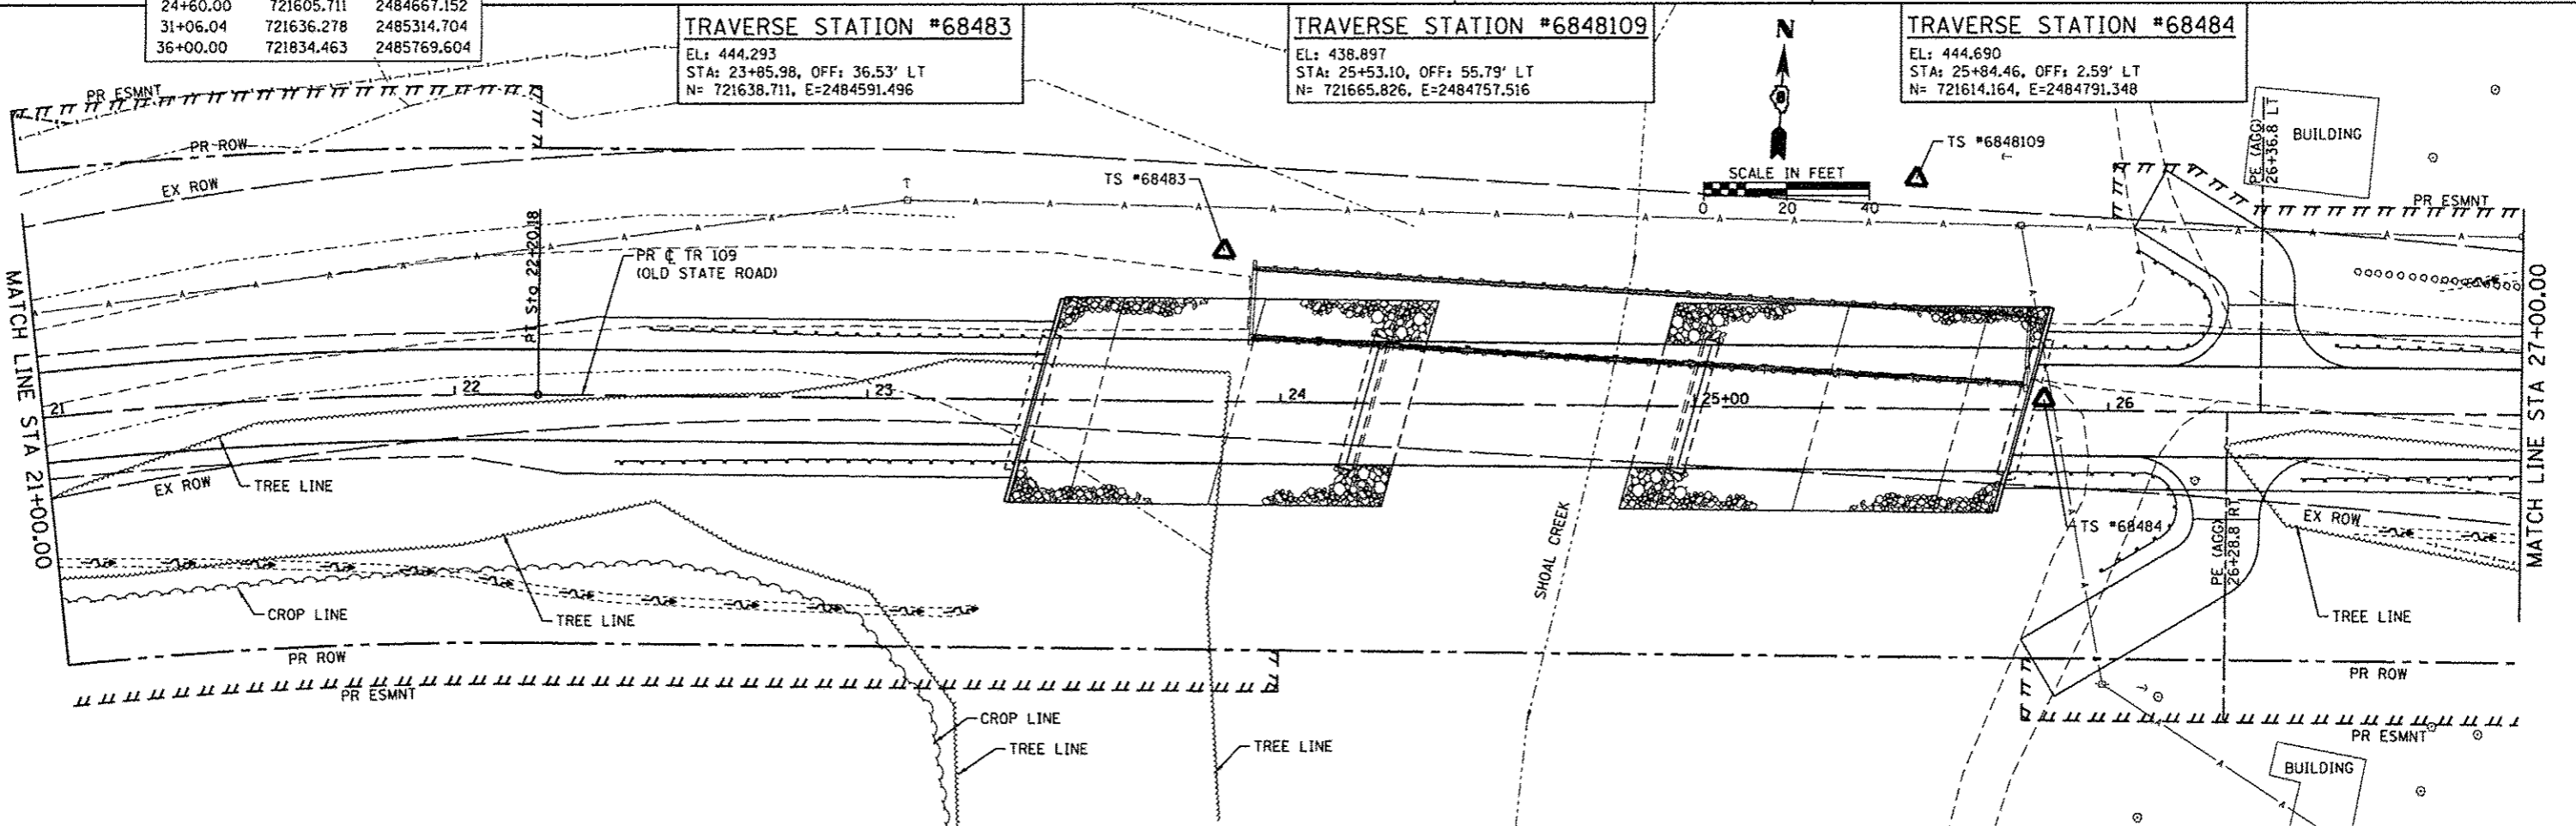 24+60.00 721605.711 2484667.152
31+06.04 721636.278 2485314.704
36+00.00 721834.463 2485769.604
TRAVERSE STATION #68483
EL: 444.293
STA: 23+85.98, OFF: 36.53' LT
N= 721638.711, E=2484591.496
TRAVERSE STATION #6848109
EL: 438.897
STA: 25+53.10, OFF: 55.79' LT
N= 721665.826, E=2484757.516
TRAVERSE STATION #68484
EL: 444.690
STA: 25+84.46, OFF: 2.59' LT
N= 721614.164, E=2484791.348
N
SCALE IN FEET
0 20 40
PR ESMNT
PR ROW
EX ROW
TS #68483
TS #6848109
PE (AGG)
26+36.8 LT
BUILDING
PR ESMNT
PT Sta 22+20.18
PR ℄ TR 109
(OLD STATE ROAD)
MATCH LINE STA 21+00.00
21
22
23
24
25+00
26
MATCH LINE STA 27+00.00
EX ROW
TREE LINE
SHOAL CREEK
TS #68484
PE (AGG)
26+28.8 RT
EX ROW
TREE LINE
CROP LINE
TREE LINE
PR ROW
PR ESMNT
CROP LINE
TREE LINE
TREE LINE
PR ROW
PR ESMNT
BUILDING